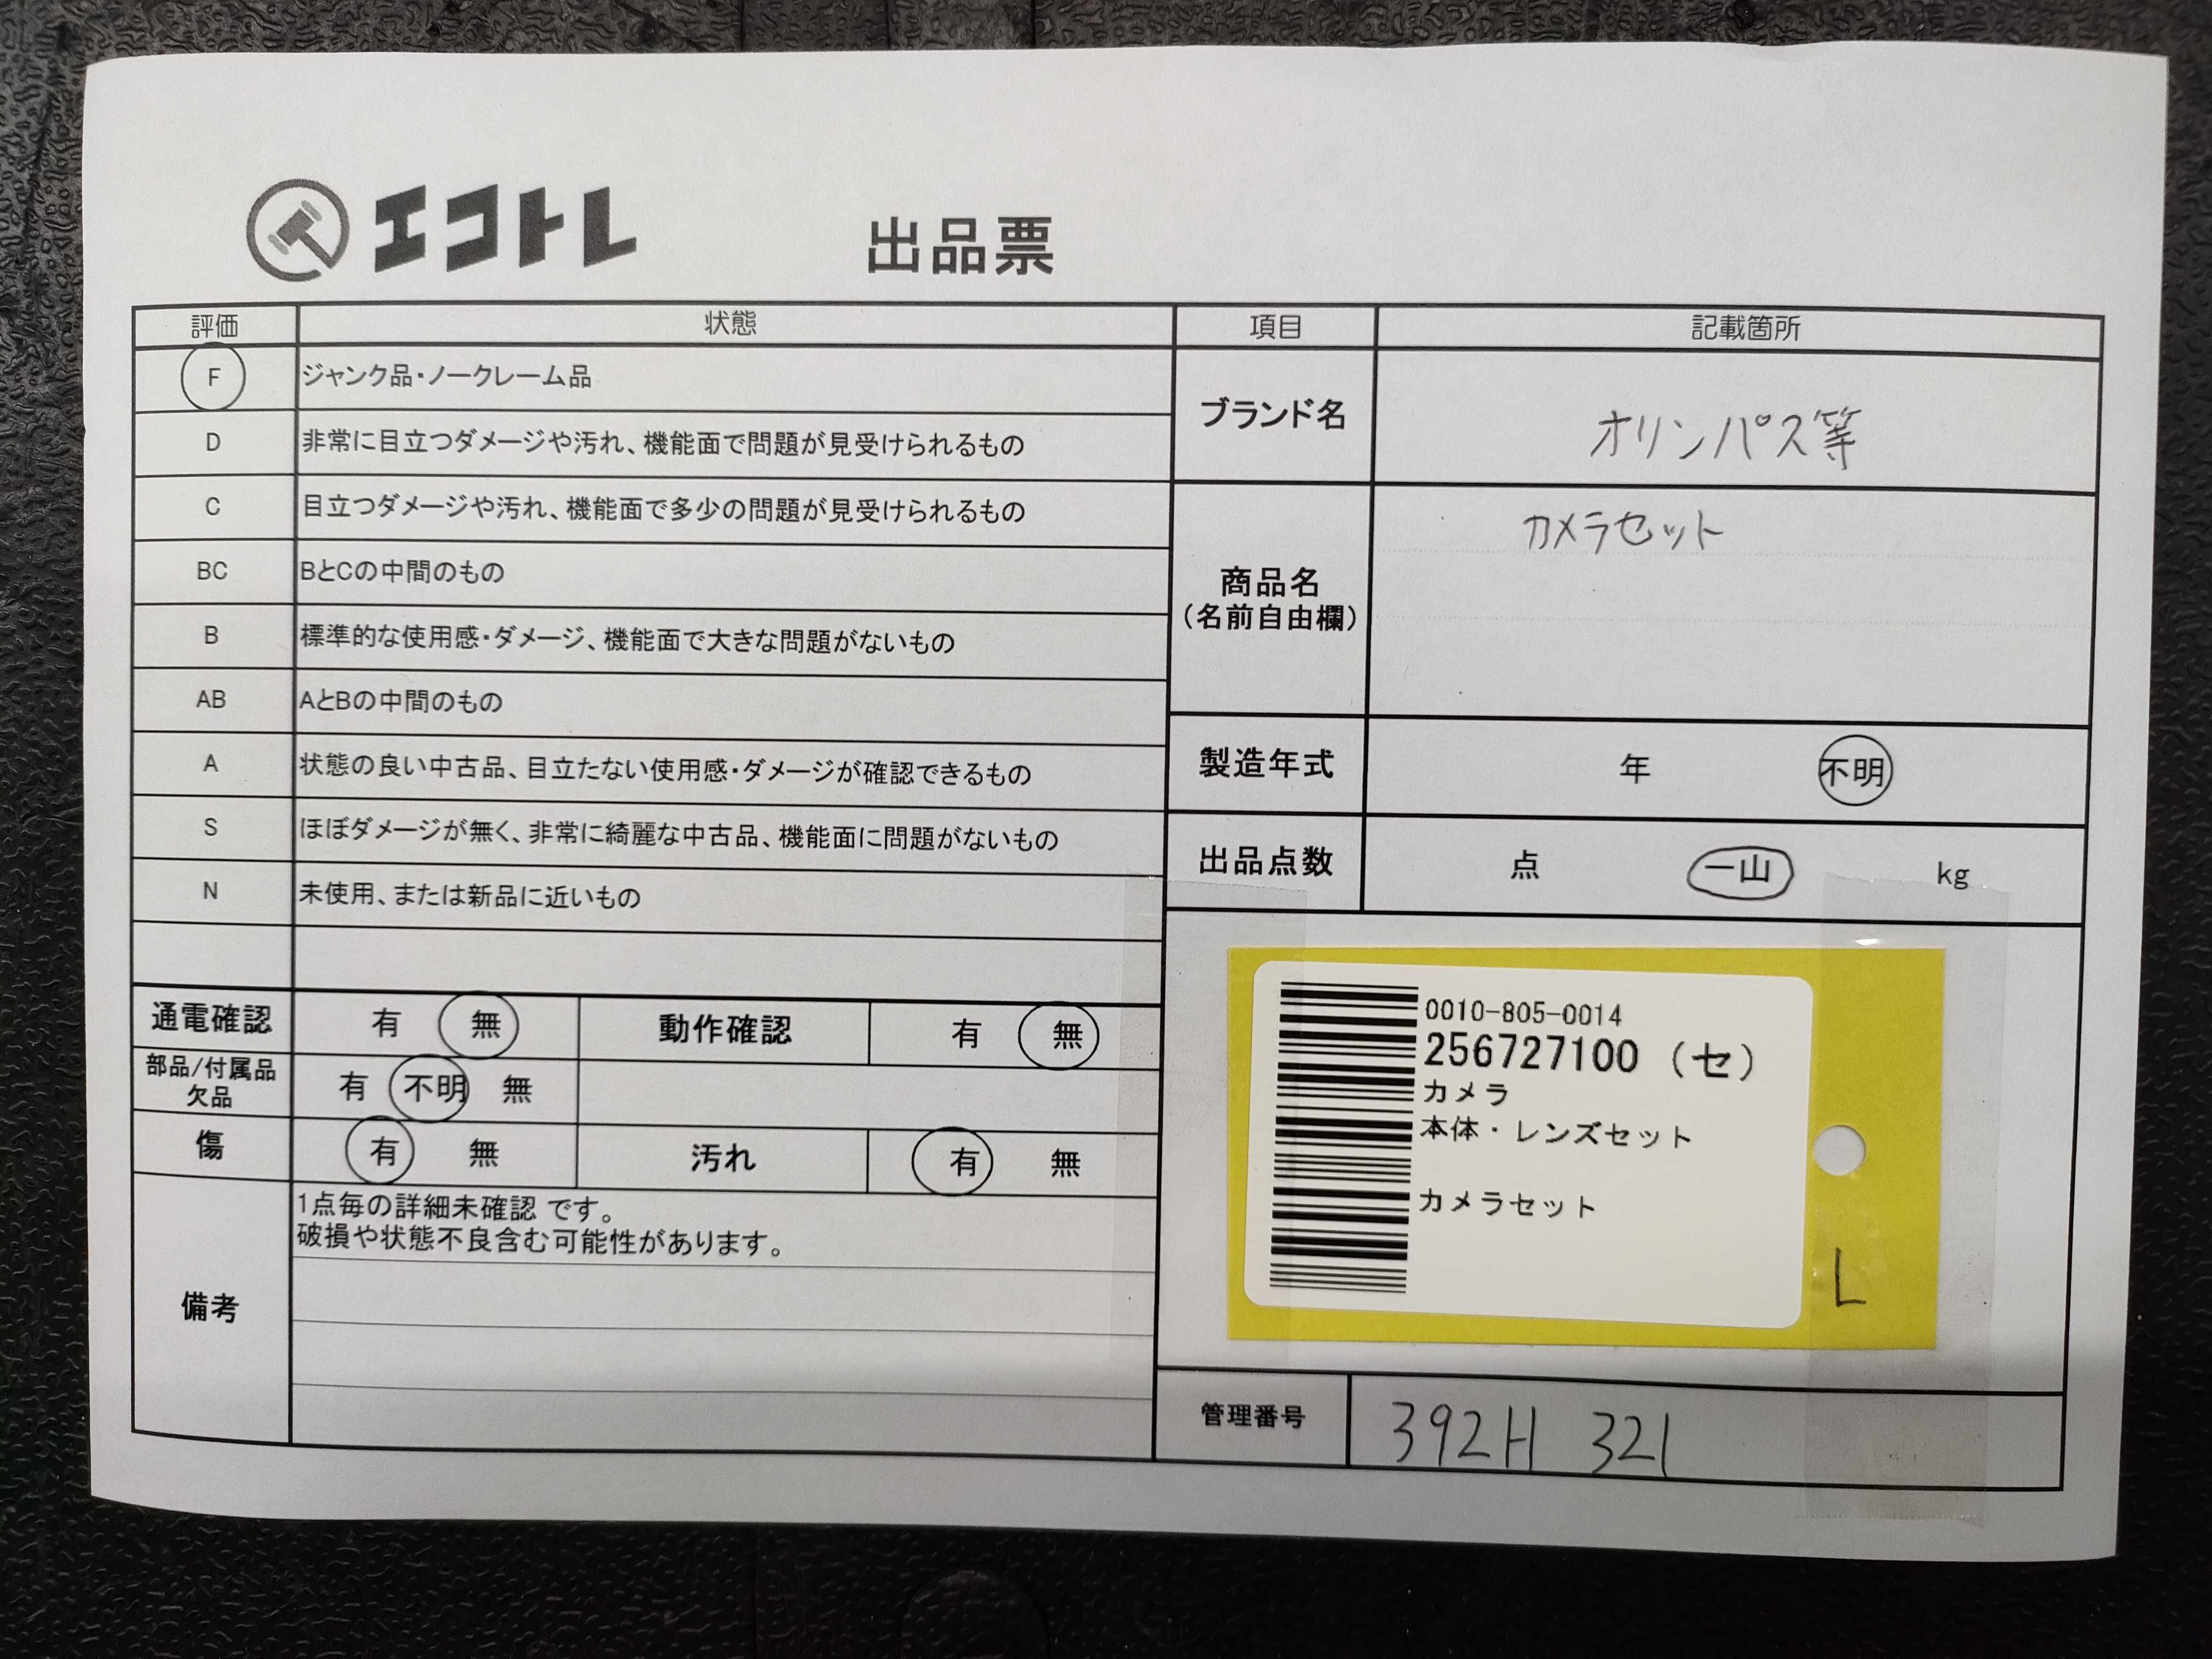 エコトレ
出品票
評価 状態
F ジャンク品・ノークレーム品
D 非常に目立つダメージや汚れ、機能面で問題が見受けられるもの
C 目立つダメージや汚れ、機能面で多少の問題が見受けられるもの
BC BとCの中間のもの
B 標準的な使用感・ダメージ、機能面で大きな問題がないもの
AB AとBの中間のもの
A 状態の良い中古品、目立たない使用感・ダメージが確認できるもの
S ほぼダメージが無く、非常に綺麗な中古品、機能面に問題がないもの
N 未使用、または新品に近いもの
通電確認 有 無 動作確認 有 無
部品/付属品
欠品 有 不明 無
傷 有 無 汚れ 有 無
備考
1点毎の詳細未確認 です。
破損や状態不良含む可能性があります。
項目 記載箇所
ブランド名 オリンパス等
商品名
(名前自由欄)
カメラセット
製造年式 年 不明
出品点数 点 一山 kg
0010-805-0014
256727100 (セ)
カメラ
本体・レンズセット
カメラセット
L
管理番号 392H 321